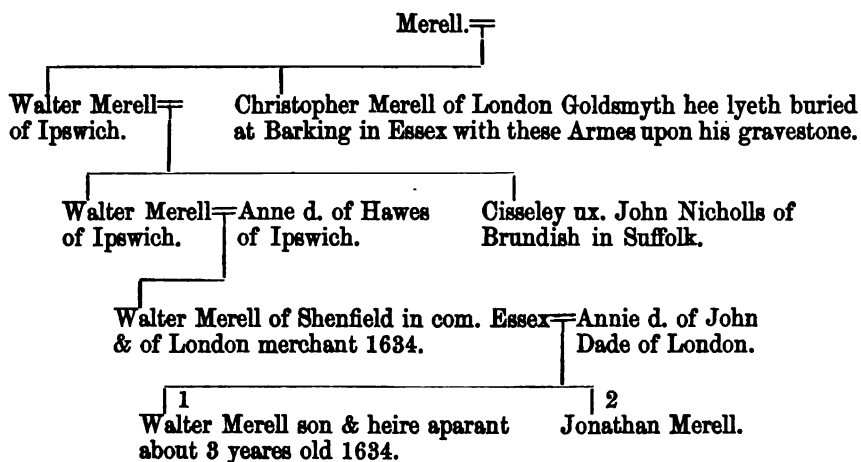 Merell.
Walter Merell
of Ipswich.
Christopher Merell of London Goldsmyth hee lyeth buried
at Barking in Essex with these Armes upon his gravestone.
Walter Merell
of Ipswich.
Anne d. of Hawes
of Ipswich.
Cisseley ux. John Nicholls of
Brundish in Suffolk.
Walter Merell of Shenfield in com. Essex
& of London merchant 1634.
Annie d. of John
Dade of London.
1
Walter Merell son & heire aparant
about 3 yeares old 1634.
2
Jonathan Merell.